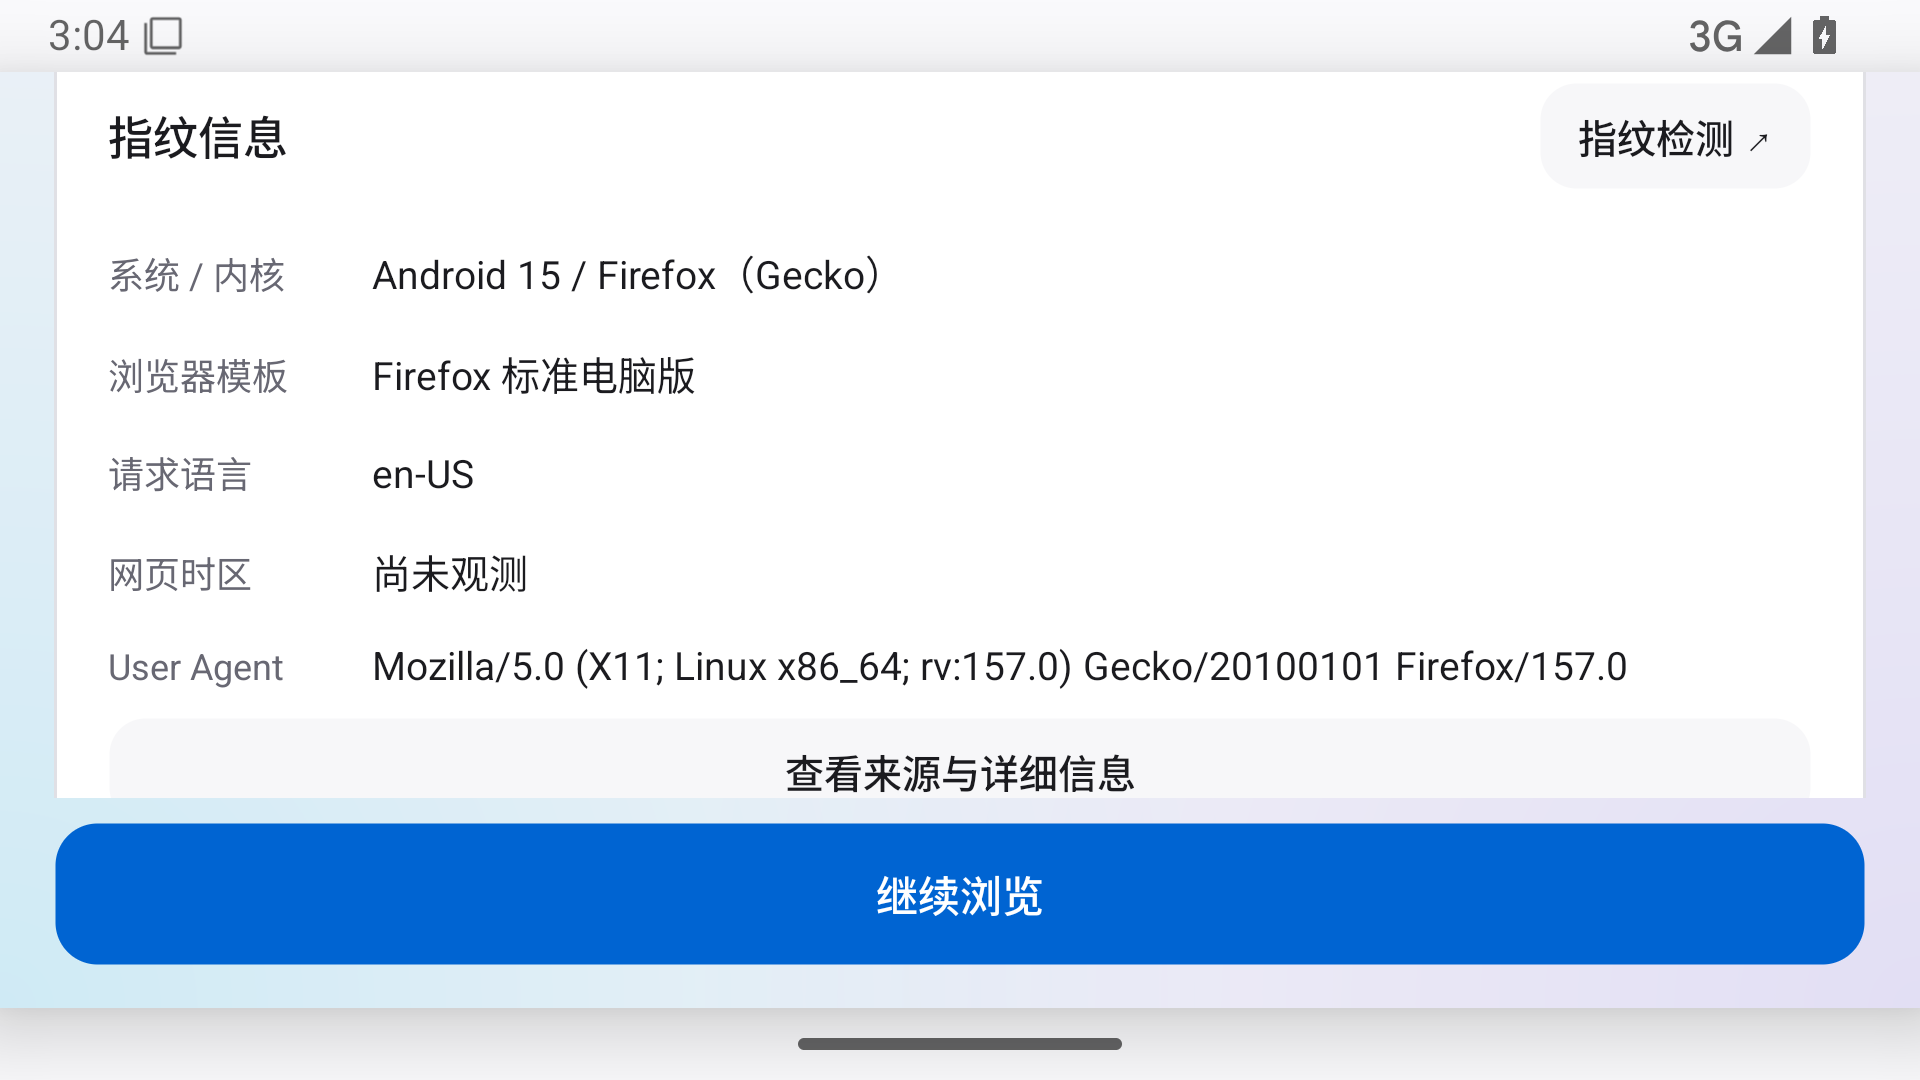 3:04
3G
指纹信息
指纹检测 ↗
系统 / 内核
Android 15 / Firefox（Gecko）
浏览器模板
Firefox 标准电脑版
请求语言
en-US
网页时区
尚未观测
User Agent
Mozilla/5.0 (X11; Linux x86_64; rv:157.0) Gecko/20100101 Firefox/157.0
查看来源与详细信息
继续浏览